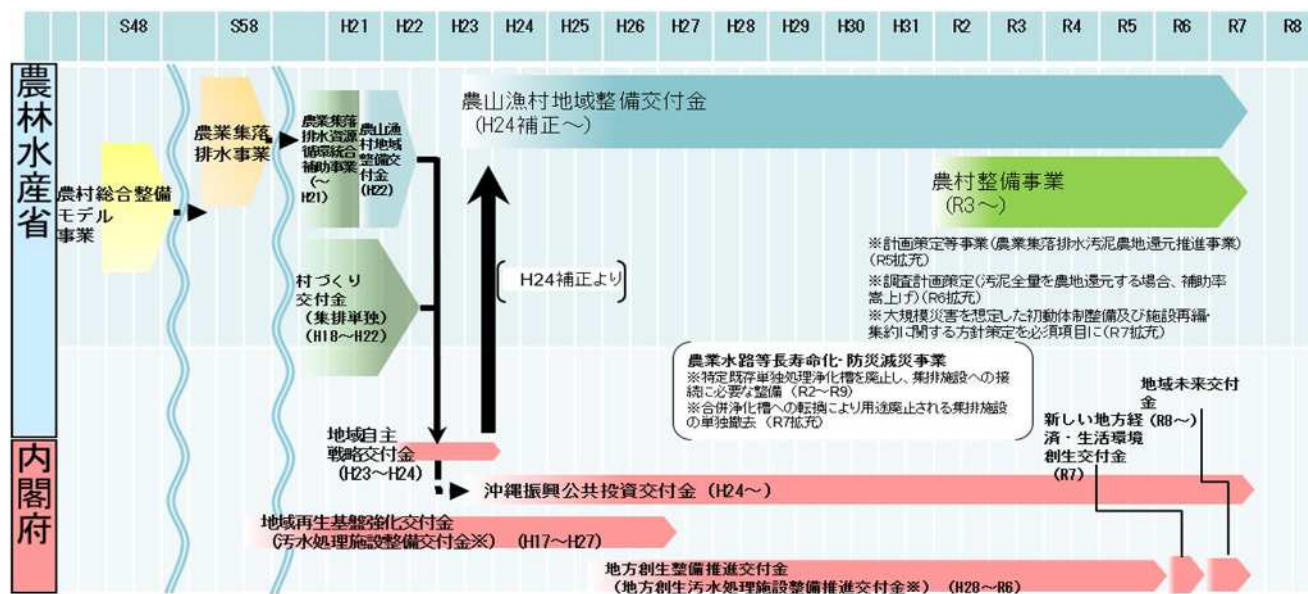 S48 S58 H21 H22 H23 H24 H25 H26 H27 H28 H29 H30 H31 R2 R3 R4 R5 R6 R7 R8
農林水産省
農村総合整備
モデル
事業
農業集落
排水事業
農業集落
排水資源
循環統合
補助事業
(～
H21)
農山漁
村地域
整備交
付金
(H22)
村づくり
交付金
(集排単独)
(H18～H22)
農山漁村地域整備交付金
(H24補正～)
H24補正より
農村整備事業
(R3～)
※計画策定等事業(農業集落排水汚泥農地還元推進事業)
(R5拡充)
※調査計画策定(汚泥全量を農地還元する場合、補助率
嵩上げ)(R6拡充)
※大規模災害を想定した初動体制整備及び施設再編・
集約に関する方針策定を必須項目に(R7拡充)
農業水路等長寿命化・防災減災事業
※特定既存単独処理浄化槽を廃止し、集排施設への接
続に必要な整備 (R2～R9)
※合併浄化槽への転換により用途廃止される集排施設
の単独撤去 (R7拡充)
内閣府
地域自主
戦略交付金
(H23～H24)
沖縄振興公共投資交付金 (H24～)
地域再生基盤強化交付金
(汚水処理施設整備交付金※) (H17～H27)
地方創生整備推進交付金
(地方創生汚水処理施設整備推進交付金※) (H28～R6)
新しい地方経
済・生活環境
創生交付金
(R7)
地域未来交付
金
(R8～)